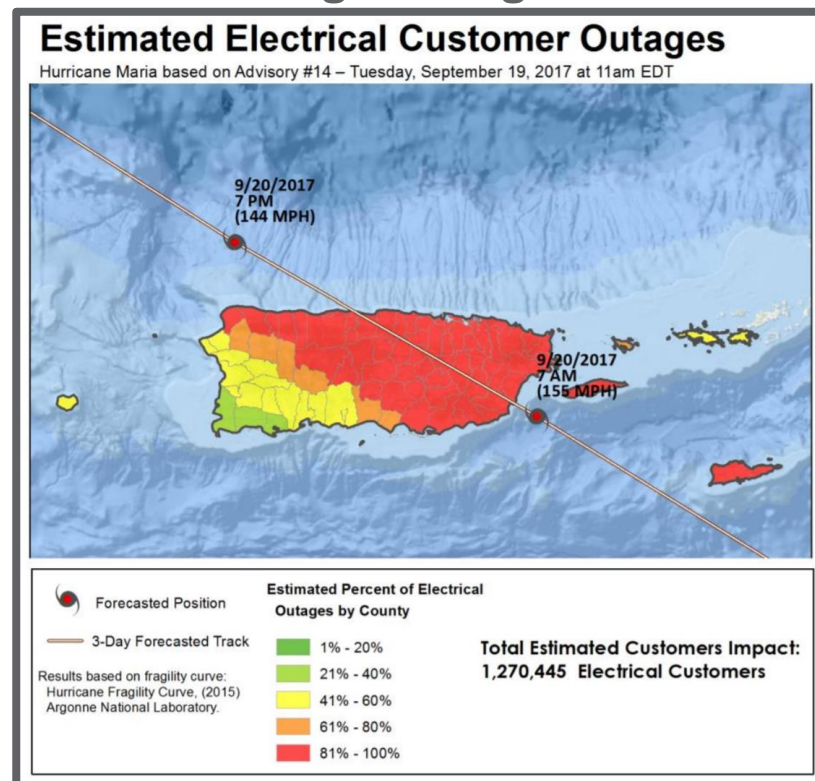 Estimated Electrical Customer Outages
Hurricane Maria based on Advisory #14 – Tuesday, September 19, 2017 at 11am EDT
9/20/2017
7 PM
(144 MPH)
9/20/2017
7 AM
(155 MPH)
Forecasted Position
3-Day Forecasted Track
Results based on fragility curve:
Hurricane Fragility Curve, (2015)
Argonne National Laboratory.
Estimated Percent of Electrical
Outages by County
1% - 20%
21% - 40%
41% - 60%
61% - 80%
81% - 100%
Total Estimated Customers Impact:
1,270,445 Electrical Customers